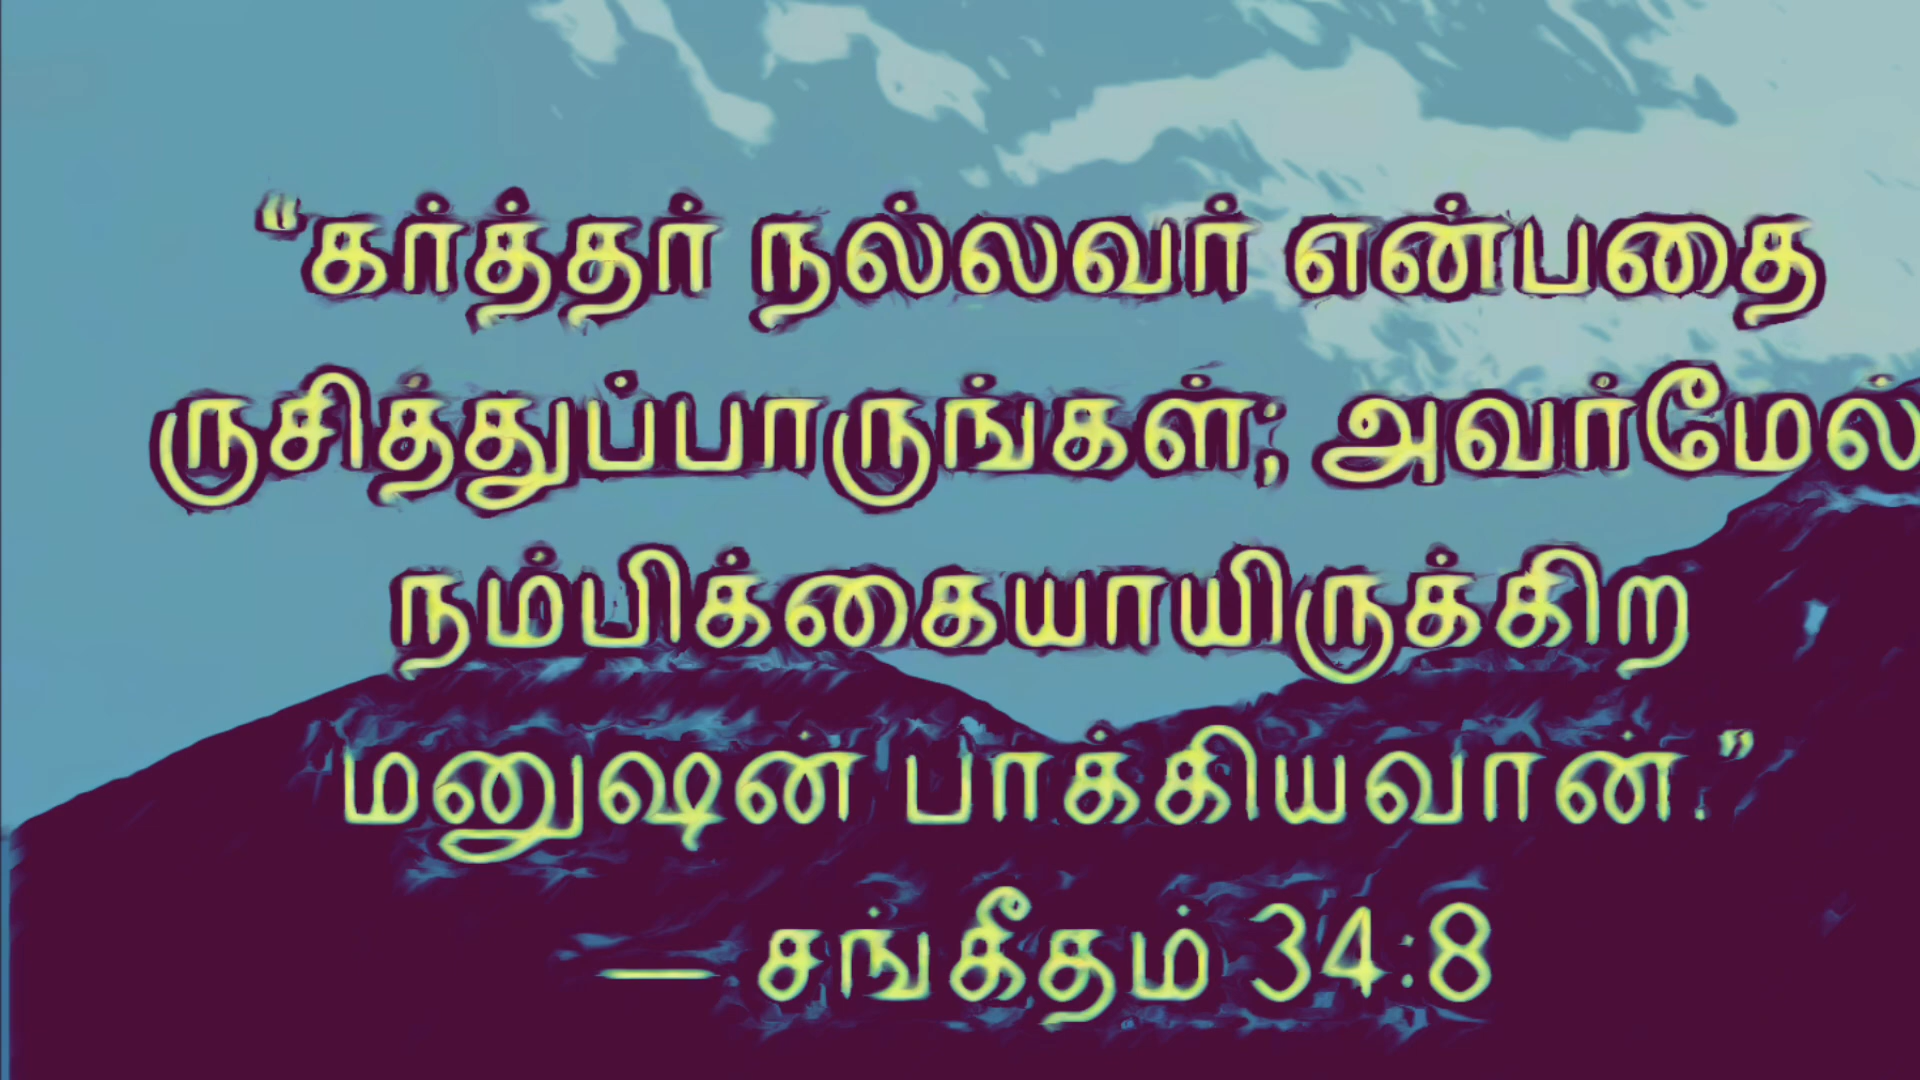 “கர்த்தர் நல்லவர் என்பதை
ருசித்துப்பாருங்கள்; அவர்மேல்
நம்பிக்கையாயிருக்கிற
மனுஷன் பாக்கியவான்.”
— சங்கீதம் 34:8